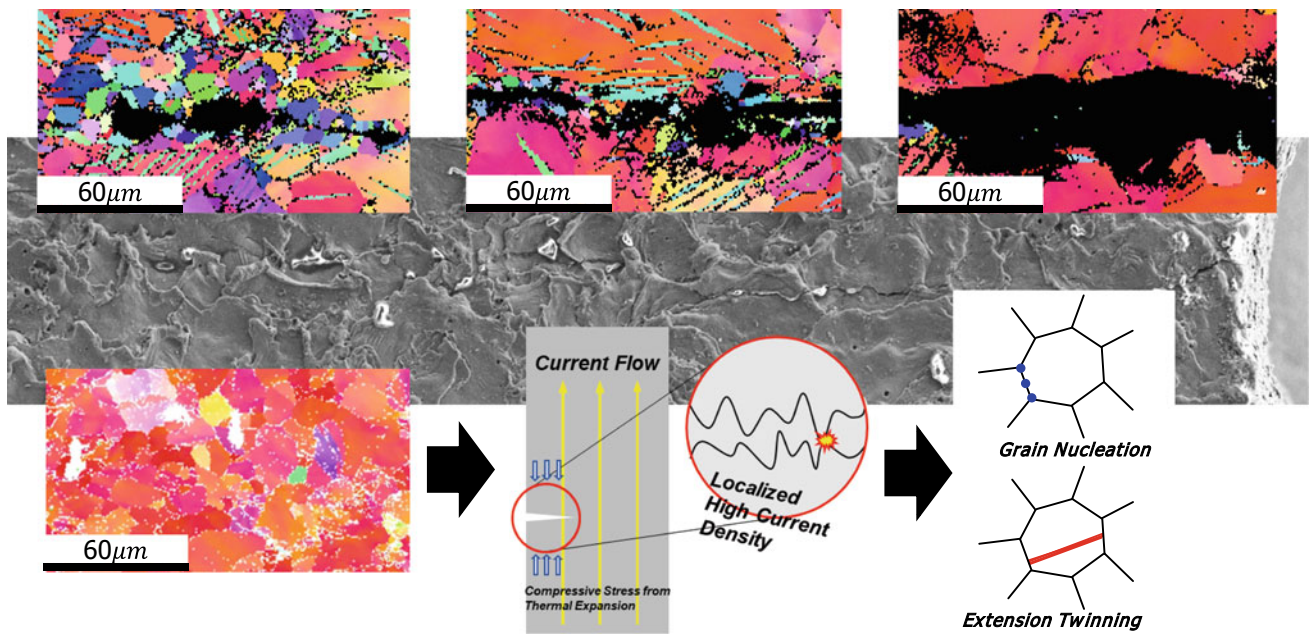 60μm
60μm
60μm
Current Flow
Localized
High Current
Density
Grain Nucleation
60μm
Compressive Stress from
Thermal Expansion
Extension Twinning